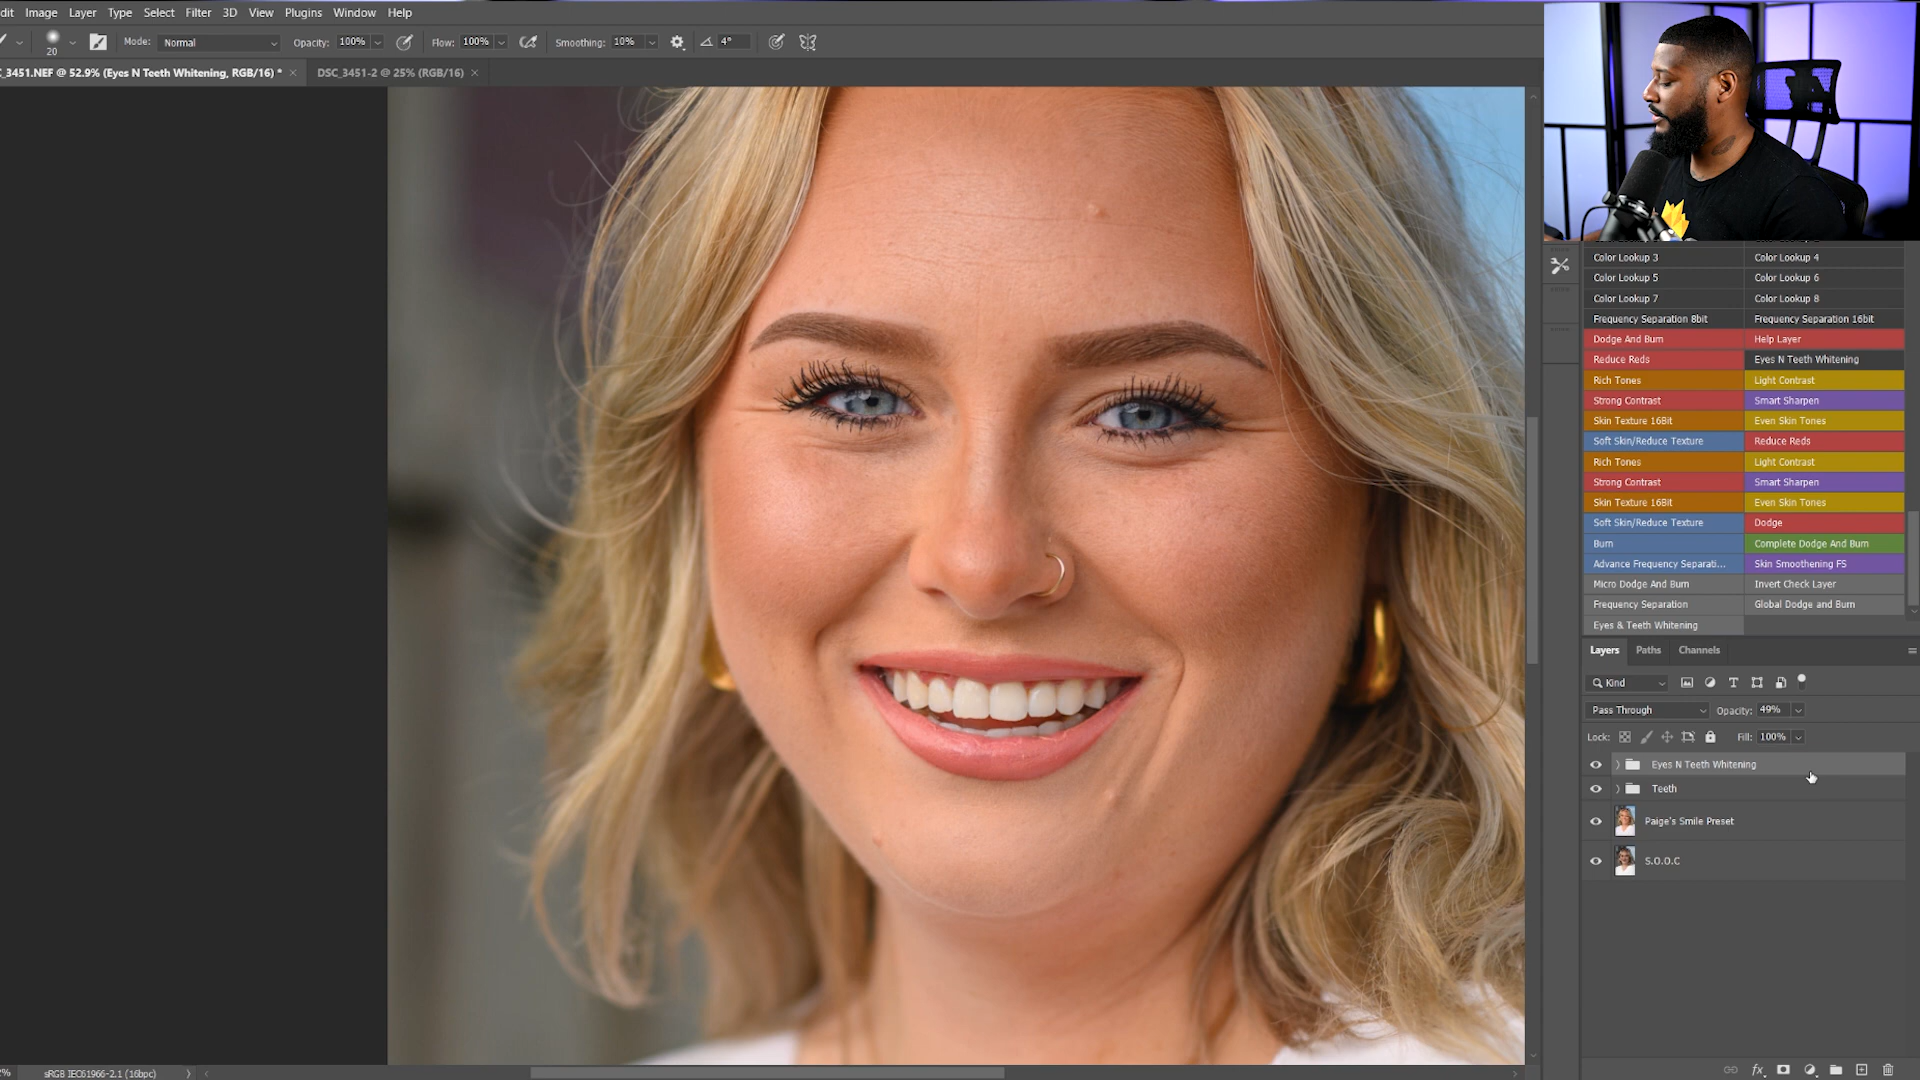 dit Image Layer Type Select Filter 3D View Plugins Window Help
20 Mode: Normal Opacity: 100% Flow: 100% Smoothing: 10% 4°
C_3451.NEF @ 52.9% (Eyes N Teeth Whitening, RGB/16) * × DSC_3451-2 @ 25% (RGB/16) ×
Color Lookup 3 Color Lookup 4
Color Lookup 5 Color Lookup 6
Color Lookup 7 Color Lookup 8
Frequency Separation 8bit Frequency Separation 16bit
Dodge And Burn Help Layer
Reduce Reds Eyes N Teeth Whitening
Rich Tones Light Contrast
Strong Contrast Smart Sharpen
Skin Texture 16Bit Even Skin Tones
Soft Skin/Reduce Texture Reduce Reds
Rich Tones Light Contrast
Strong Contrast Smart Sharpen
Skin Texture 16Bit Even Skin Tones
Soft Skin/Reduce Texture Dodge
Burn Complete Dodge And Burn
Advance Frequency Separati... Skin Smoothening FS
Micro Dodge And Burn Invert Check Layer
Frequency Separation Global Dodge and Burn
Eyes & Teeth Whitening
Layers Paths Channels
Kind
Pass Through Opacity: 49%
Lock: Fill: 100%
Eyes N Teeth Whitening
Teeth
Paige's Smile Preset
S.O.O.C
% sRGB IEC61966-2.1 (16bpc)
fx